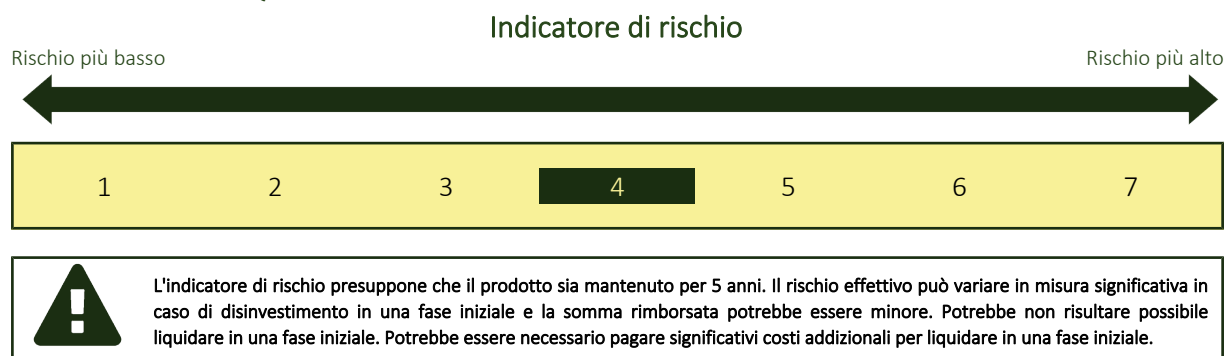 Indicatore di rischio
Rischio più basso
Rischio più alto
1 2 3 4 5 6 7
L'indicatore di rischio presuppone che il prodotto sia mantenuto per 5 anni. Il rischio effettivo può variare in misura significativa in
caso di disinvestimento in una fase iniziale e la somma rimborsata potrebbe essere minore. Potrebbe non risultare possibile
liquidare in una fase iniziale. Potrebbe essere necessario pagare significativi costi addizionali per liquidare in una fase iniziale.